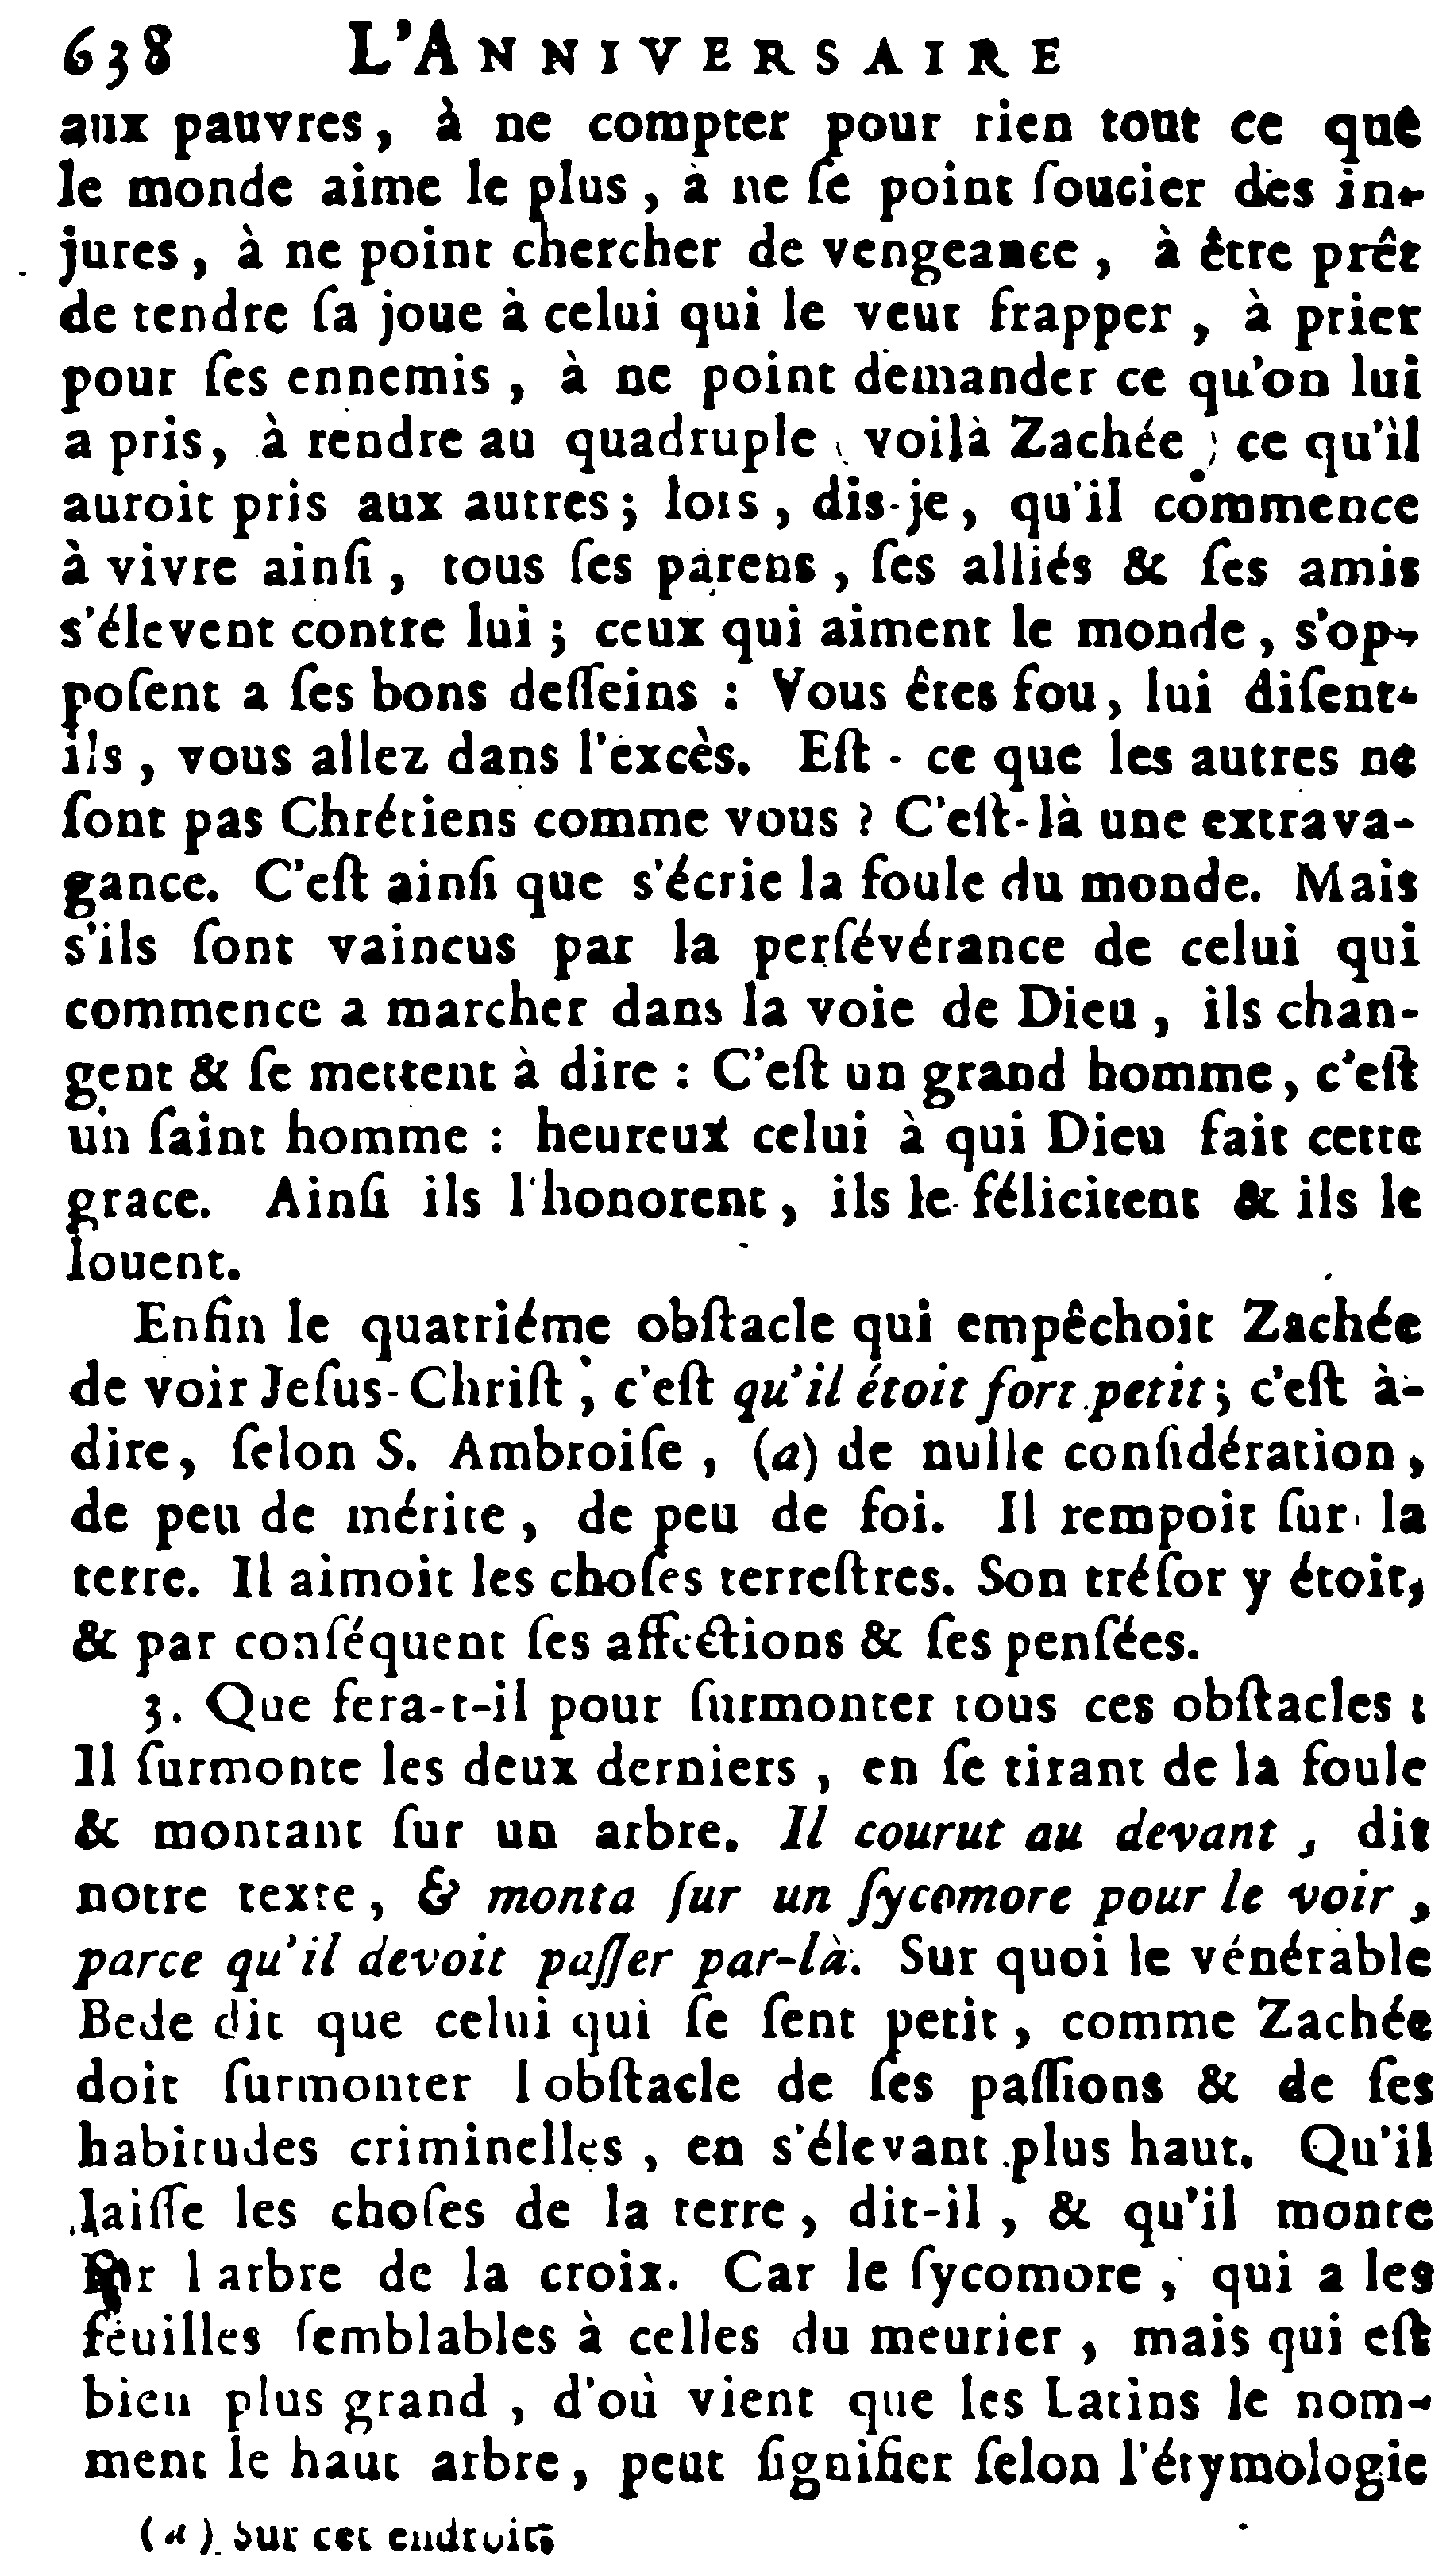 638 L'ANNIVERSAIRE
aux pauvres, à ne compter pour rien tout ce que
le monde aime le plus, à ne ſe point ſoucier des in-
jures, à ne point chercher de vengeance, à être prêt
de tendre ſa joue à celui qui le veut frapper, à prier
pour ſes ennemis, à ne point demander ce qu'on lui
a pris, à rendre au quadruple, voilà Zachée; ce qu'il
auroit pris aux autres; lors, dis-je, qu'il commence
à vivre ainſi, tous ſes parens, ſes alliés & ſes amis
s'élevent contre lui; ceux qui aiment le monde, s'op-
poſent a ſes bons deſſeins : Vous êtes fou, lui diſent-
ils, vous allez dans l'excès. Eſt-ce que les autres ne
ſont pas Chrétiens comme vous ? C'eſt-là une extrava-
gance. C'eſt ainſi que s'écrie la foule du monde. Mais
s'ils ſont vaincus par la perſévérance de celui qui
commence a marcher dans la voie de Dieu, ils chan-
gent & ſe mettent à dire : C'eſt un grand homme, c'eſt
un ſaint homme : heureux celui à qui Dieu fait cette
grace. Ainſi ils l'honorent, ils le félicitent & ils le
louent.
Enfin le quatriéme obſtacle qui empêchoit Zachée
de voir Jeſus-Chriſt, c'eſt qu'il étoit fort petit; c'eſt à-
dire, ſelon S. Ambroiſe, (a) de nulle conſidération,
de peu de mérite, de peu de foi. Il rempoit ſur la
terre. Il aimoit les choſes terreſtres. Son tréſor y étoit,
& par conſéquent ſes affections & ſes penſées.
3. Que fera-t-il pour ſurmonter tous ces obſtacles :
Il ſurmonte les deux derniers, en ſe tirant de la foule
& montant ſur un arbre. Il courut au devant, dit
notre texte, & monta ſur un ſycomore pour le voir,
parce qu'il devoit paſſer par-là. Sur quoi le vénérable
Bede dit que celui qui ſe ſent petit, comme Zachée
doit ſurmonter l obſtacle de ſes paſſions & de ſes
habitudes criminelles, en s'élevant plus haut. Qu'il
laiſſe les choſes de la terre, dit-il, & qu'il monte
ſur l arbre de la croix. Car le ſycomore, qui a les
feuilles ſemblables à celles du meurier, mais qui eſt
bien plus grand, d'où vient que les Latins le nom-
ment le haut arbre, peut ſignifier ſelon l'étymologie
(a) Sur cet endroit.